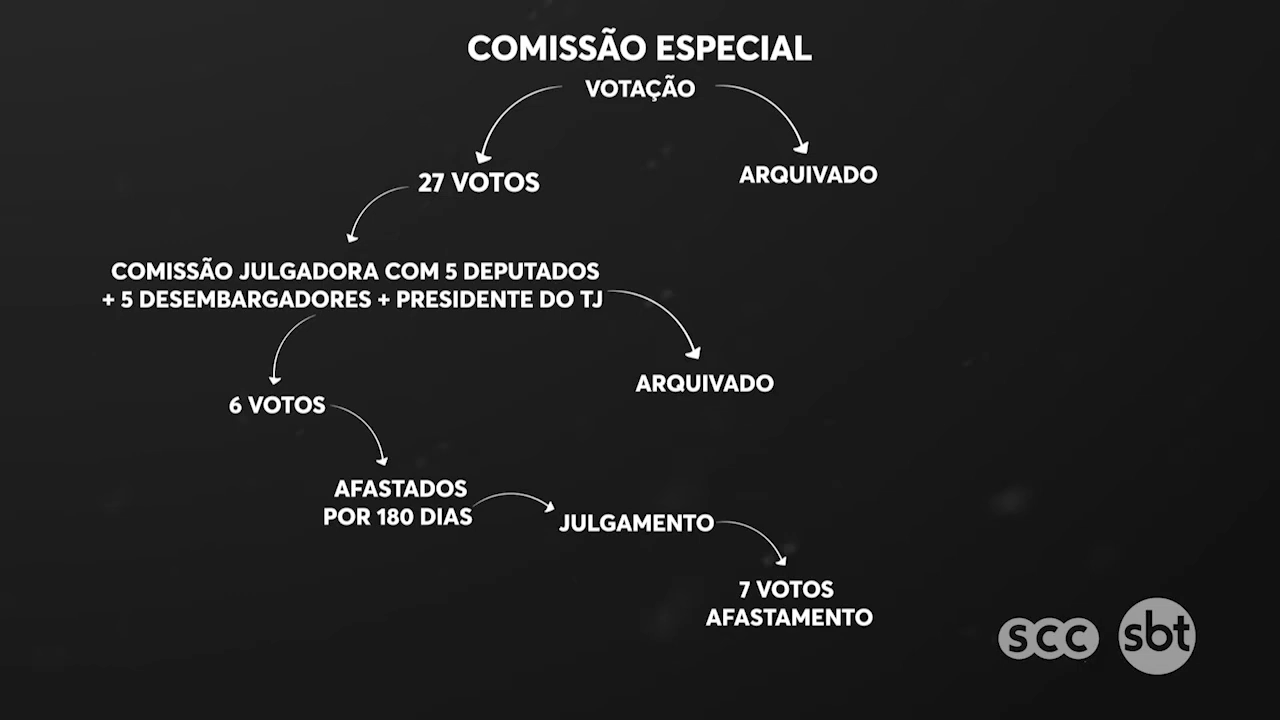 COMISSÃO ESPECIAL
VOTAÇÃO
27 VOTOS
ARQUIVADO
COMISSÃO JULGADORA COM 5 DEPUTADOS
+ 5 DESEMBARGADORES + PRESIDENTE DO TJ
ARQUIVADO
6 VOTOS
AFASTADOS
POR 180 DIAS
JULGAMENTO
7 VOTOS
AFASTAMENTO
scc sbt